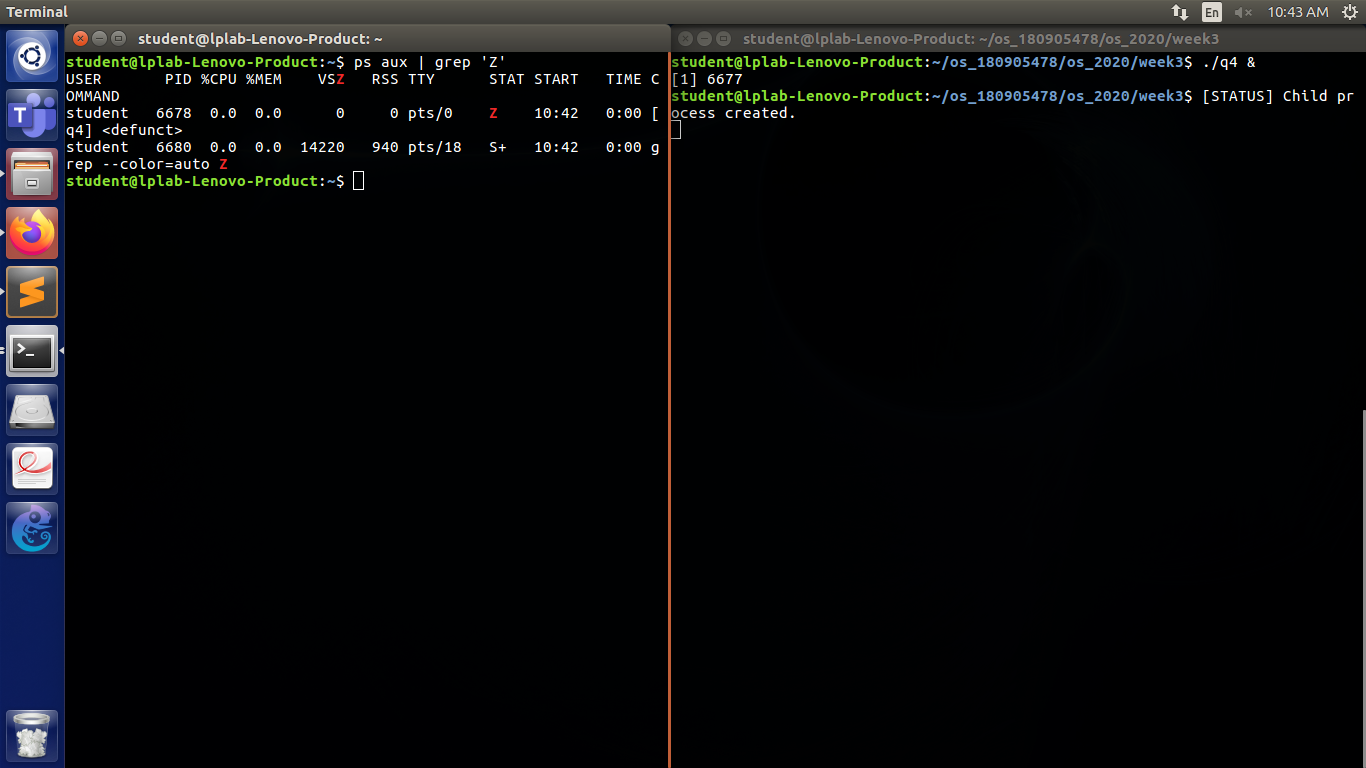 Terminal
En
10:43 AM
student@lplab-Lenovo-Product: ~
student@lplab-Lenovo-Product:~$ ps aux | grep 'Z'
USER       PID %CPU %MEM    VSZ   RSS TTY      STAT START   TIME C
OMMAND
student   6678  0.0  0.0      0     0 pts/0    Z    10:42   0:00 [
q4] <defunct>
student   6680  0.0  0.0  14220   940 pts/18   S+   10:42   0:00 g
rep --color=auto Z
student@lplab-Lenovo-Product:~$
student@lplab-Lenovo-Product: ~/os_180905478/os_2020/week3
student@lplab-Lenovo-Product:~/os_180905478/os_2020/week3$ ./q4 &
[1] 6677
student@lplab-Lenovo-Product:~/os_180905478/os_2020/week3$ [STATUS] Child pr
ocess created.